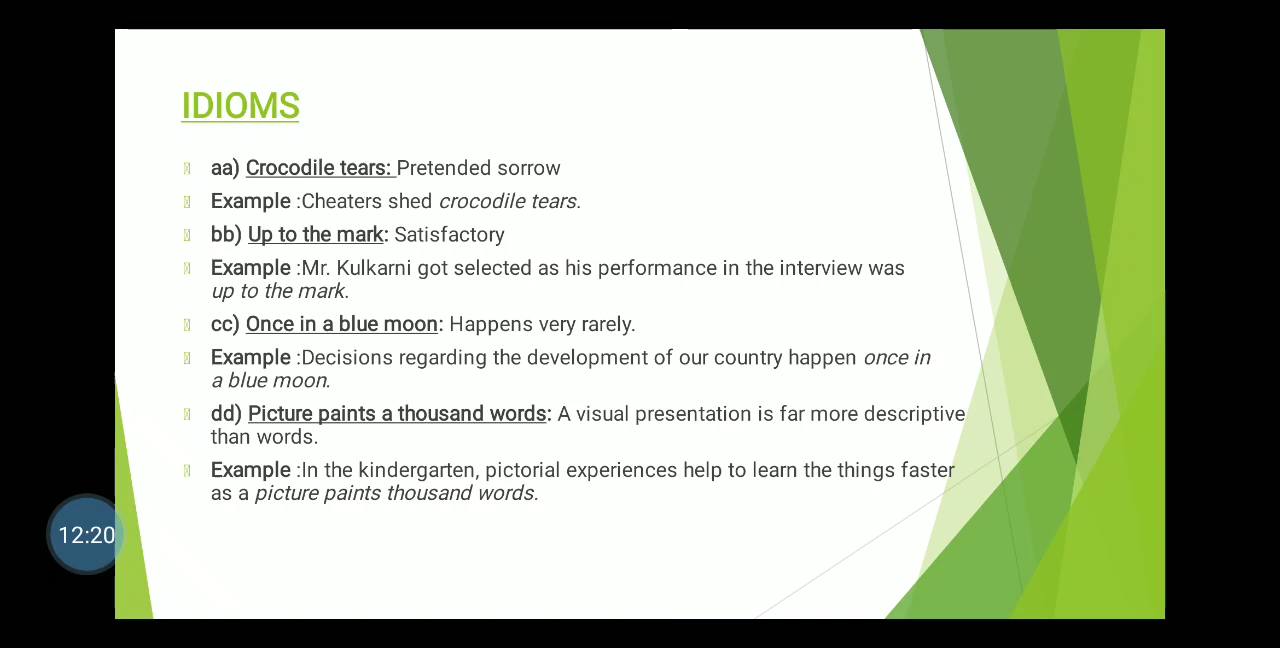 IDIOMS
aa) Crocodile tears: Pretended sorrow
Example :Cheaters shed crocodile tears.
bb) Up to the mark: Satisfactory
Example :Mr. Kulkarni got selected as his performance in the interview was
up to the mark.
cc) Once in a blue moon: Happens very rarely.
Example :Decisions regarding the development of our country happen once in
a blue moon.
dd) Picture paints a thousand words: A visual presentation is far more descriptive
than words.
Example :In the kindergarten, pictorial experiences help to learn the things faster
as a picture paints thousand words.
12:20